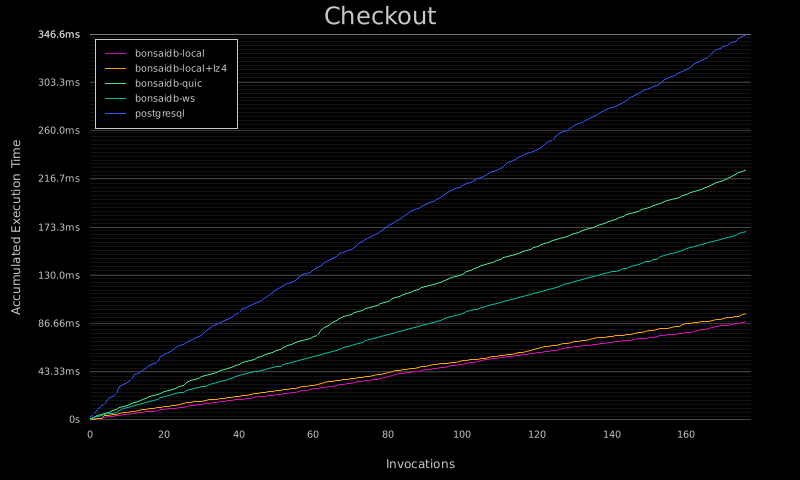 Checkout
346.6ms
303.3ms
260.0ms
216.7ms
173.3ms
130.0ms
86.66ms
43.33ms
0s
Accumulated Execution Time
bonsaidb-local
bonsaidb-local+lz4
bonsaidb-quic
bonsaidb-ws
postgresql
0 20 40 60 80 100 120 140 160
Invocations